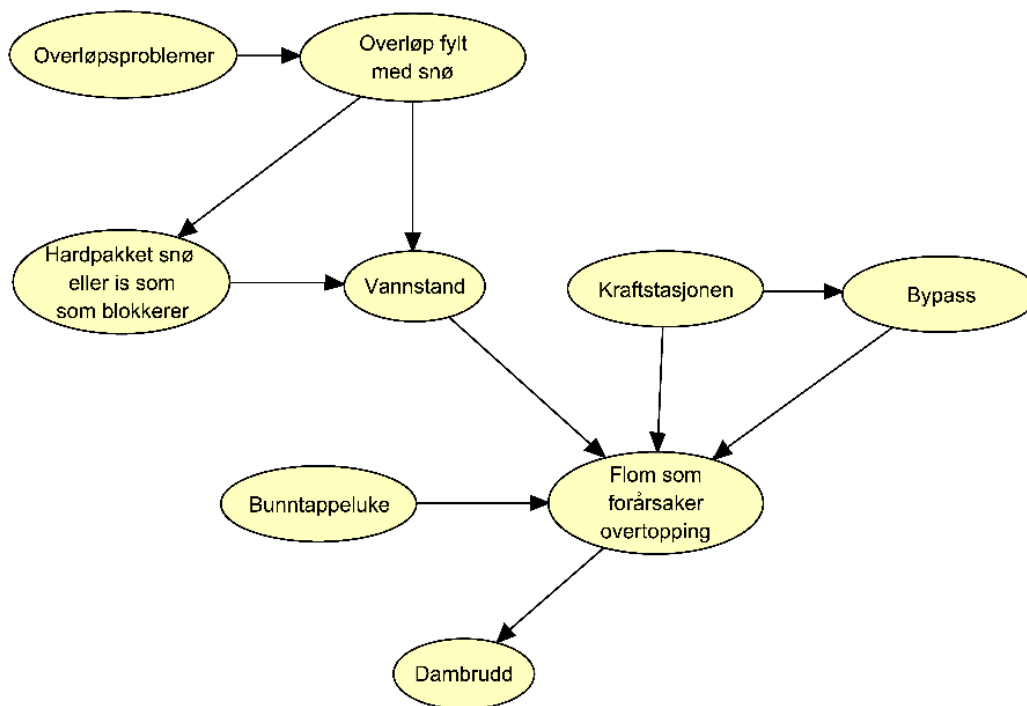 Overløpsproblemer
Overløp fylt
med snø
Hardpakket snø
eller is som
som blokkerer
Vannstand
Kraftstasjonen
Bypass
Bunntappeluke
Flom som
forårsaker
overtopping
Dambrudd